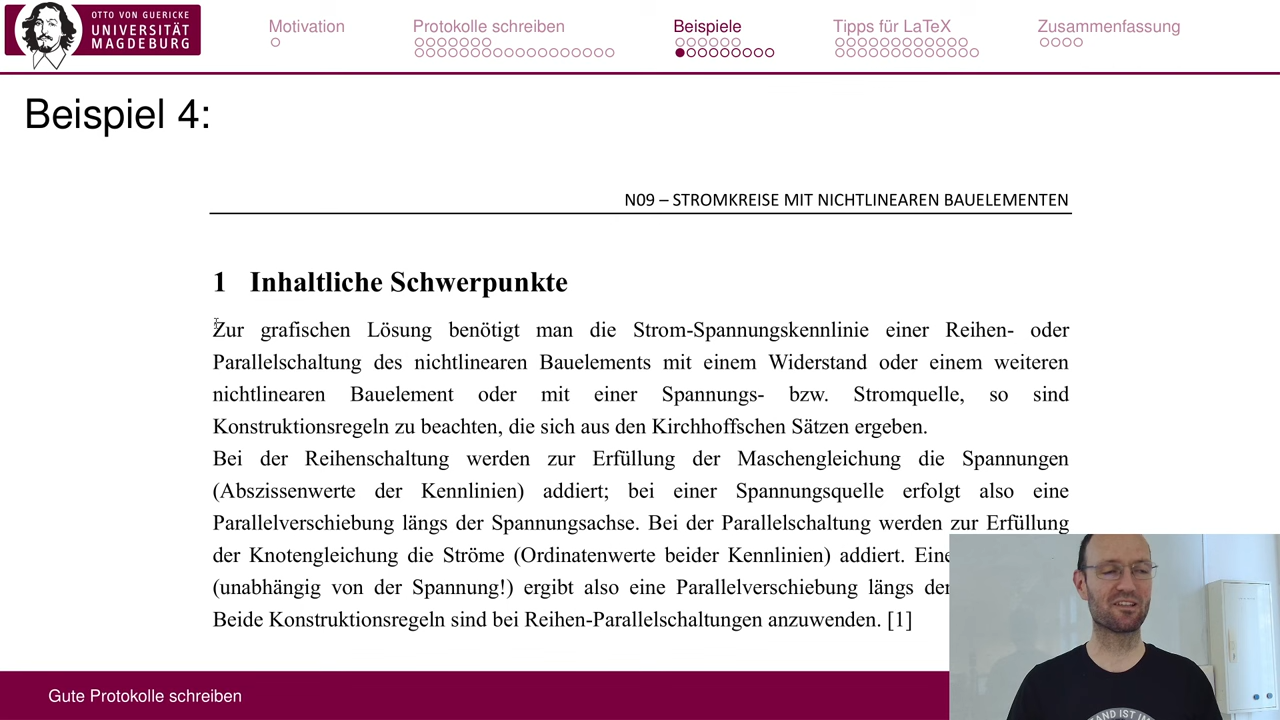 OTTO VON GUERICKE
UNIVERSITÄT
MAGDEBURG
Motivation
Protokolle schreiben
Beispiele
Tipps für LaTeX
Zusammenfassung
Beispiel 4:
N09 – STROMKREISE MIT NICHTLINEAREN BAUELEMENTEN
1 Inhaltliche Schwerpunkte
Zur grafischen Lösung benötigt man die Strom-Spannungskennlinie einer Reihen- oder
Parallelschaltung des nichtlinearen Bauelements mit einem Widerstand oder einem weiteren
nichtlinearen Bauelement oder mit einer Spannungs- bzw. Stromquelle, so sind
Konstruktionsregeln zu beachten, die sich aus den Kirchhoffschen Sätzen ergeben.
Bei der Reihenschaltung werden zur Erfüllung der Maschengleichung die Spannungen
(Abszissenwerte der Kennlinien) addiert; bei einer Spannungsquelle erfolgt also eine
Parallelverschiebung längs der Spannungsachse. Bei der Parallelschaltung werden zur Erfüllung
der Knotengleichung die Ströme (Ordinatenwerte beider Kennlinien) addiert. Eine
(unabhängig von der Spannung!) ergibt also eine Parallelverschiebung längs der
Beide Konstruktionsregeln sind bei Reihen-Parallelschaltungen anzuwenden. [1]
Gute Protokolle schreiben